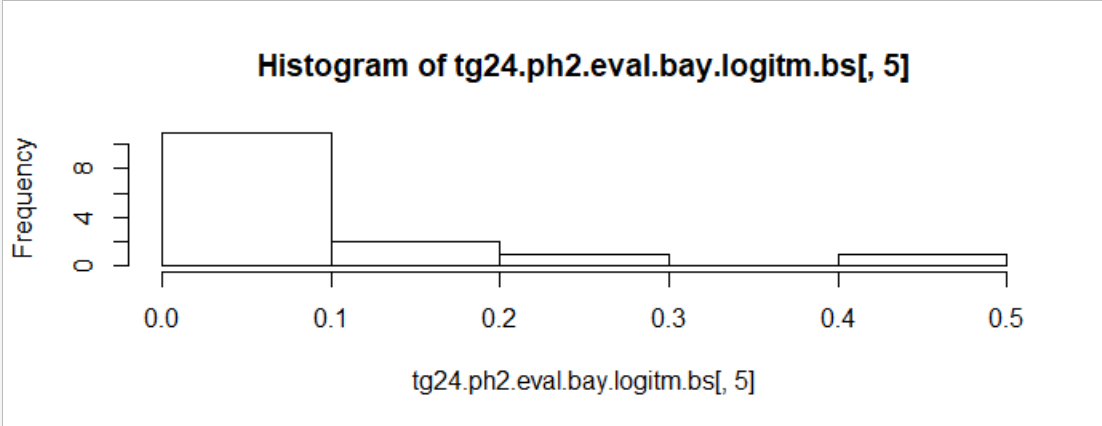 Histogram of tg24.ph2.eval.bay.logitm.bs[, 5]
Frequency
8
4
0
0.0 0.1 0.2 0.3 0.4 0.5
tg24.ph2.eval.bay.logitm.bs[, 5]